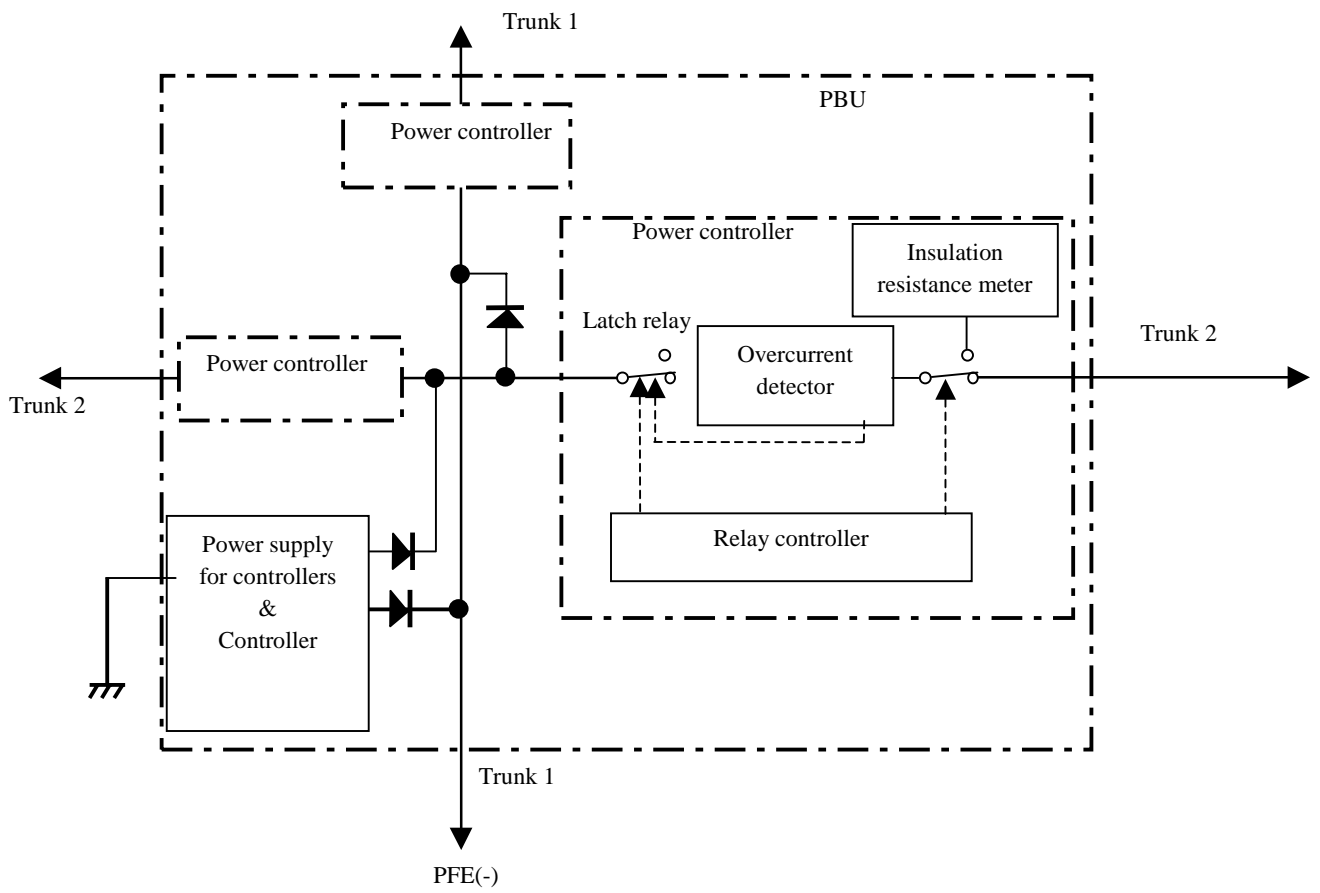 Trunk 1
PBU
Power controller
Power controller
Insulation
resistance meter
Latch relay
Overcurrent
detector
Trunk 2
Power controller
Trunk 2
Power supply
for controllers
&
Controller
Relay controller
Trunk 1
PFE(-)